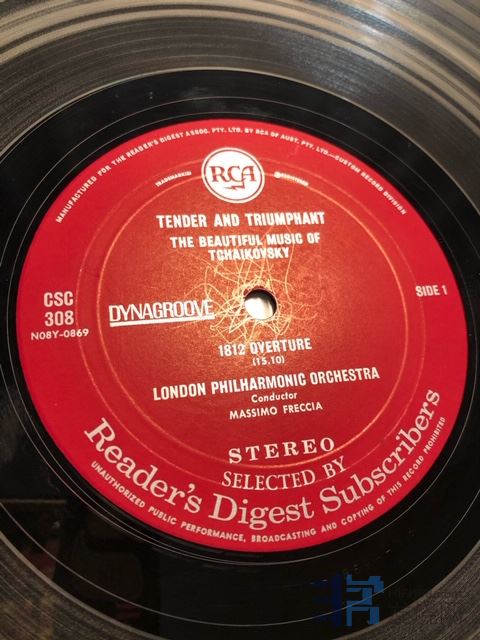 MANUFACTURED FOR THE READER'S DIGEST ASSOC. PTY. LTD. BY RCA OF AUST. PTY. LTD.—CUSTOM RECORD DIVISION
RCA
TENDER AND TRIUMPHANT
THE BEAUTIFUL MUSIC OF
TCHAIKOVSKY
CSC
308
N08Y-0869
DYNAGROOVE
SIDE 1
1812 OVERTURE
(15.10)
LONDON PHILHARMONIC ORCHESTRA
Conductor
MASSIMO FRECCIA
STEREO
SELECTED BY
Reader's Digest Subscribers
UNAUTHORIZED PUBLIC PERFORMANCE, BROADCASTING AND COPYING OF THIS RECORD PROHIBITED